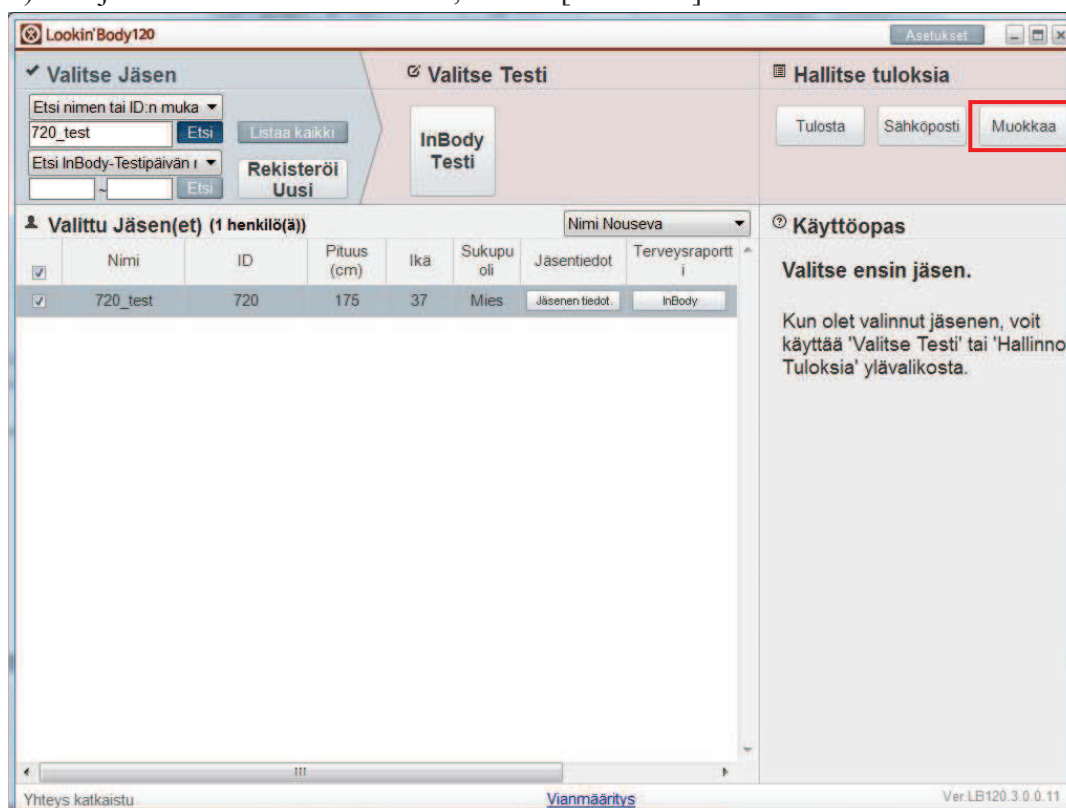 Lookin'Body120
Asetukset
Valitse Jäsen
Valitse Testi
Hallitse tuloksia
Etsi nimen tai ID:n muka
720_test
Etsi
Listaa kaikki
Etsi InBody-Testipäivän
~
Etsi
Rekisteröi
Uusi
InBody
Testi
Tulosta
Sähköposti
Muokkaa
Valittu Jäsen(et) (1 henkilö(ä))
Nimi Nouseva
Nimi
ID
Pituus
(cm)
Ikä
Sukupu
oli
Jäsentiedot
Terveysraportt
i
720_test
720
175
37
Mies
Jäsenen tiedot.
InBody
Käyttöopas
Valitse ensin jäsen.
Kun olet valinnut jäsenen, voit
käyttää 'Valitse Testi' tai 'Hallinno
Tuloksia' ylävalikosta.
Yhteys katkaistu
Vianmääritys
Ver.LB120.3.0.0.11